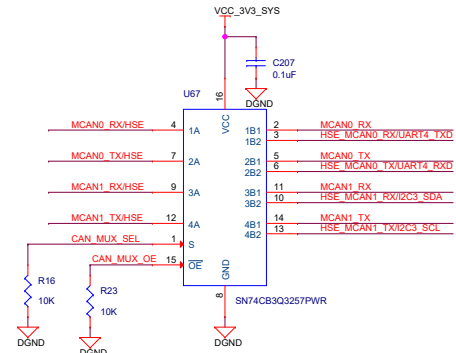 VCC_3V3_SYS
C207
0.1uF
DGND
U67
16
VCC
MCAN0_RX/HSE 4 1A 1B1 2 MCAN0_RX
1B2 3 HSE_MCAN0_RX/UART4_TXD
MCAN0_TX/HSE 7 2A 2B1 5 MCAN0_TX
2B2 6 HSE_MCAN0_TX/UART4_RXD
MCAN1_RX/HSE 9 3A 3B1 11 MCAN1_RX
3B2 10 HSE_MCAN1_RX/I2C3_SDA
MCAN1_TX/HSE 12 4A 4B1 14 MCAN1_TX
4B2 13 HSE_MCAN1_TX/I2C3_SCL
CAN_MUX_SEL 1 S
CAN_MUX_OE 15 OE
GND
8
SN74CB3Q3257PWR
R16
10K
R23
10K
DGND
DGND
DGND